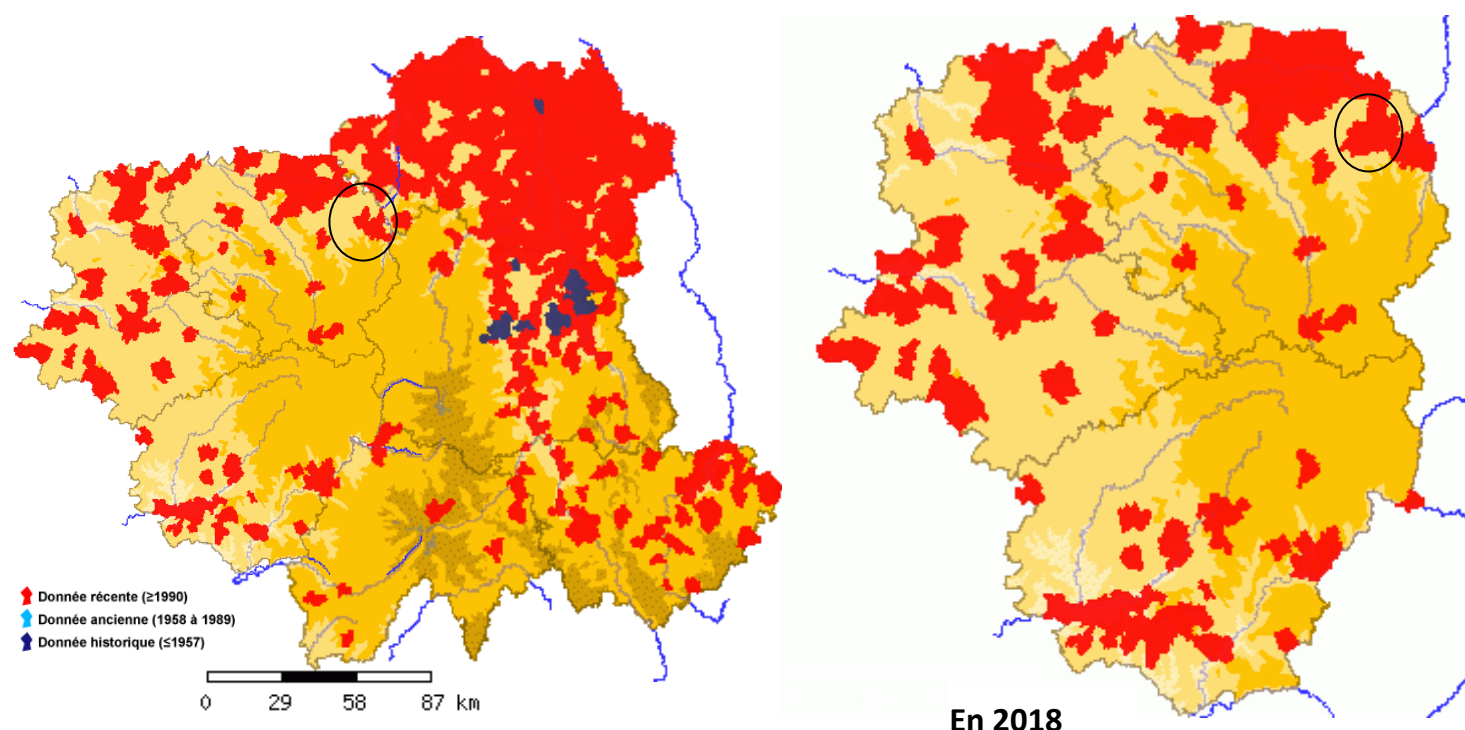 Donnée récente (≥1990)
Donnée ancienne (1958 à 1989)
Donnée historique (≤1957)
0 29 58 87 km
En 2018